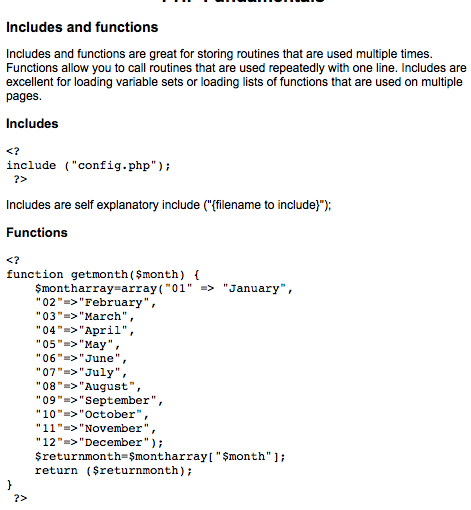 Includes and functions
Includes and functions are great for storing routines that are used multiple times.
Functions allow you to call routines that are used repeatedly with one line. Includes are
excellent for loading variable sets or loading lists of functions that are used on multiple
pages.
Includes
<?
include ("config.php");
?>
Includes are self explanatory include ("{filename to include}");
Functions
<?
function getmonth($month) {
$montharray=array("01" => "January",
"02"=>"February",
"03"=>"March",
"04"=>"April",
"05"=>"May",
"06"=>"June",
"07"=>"July",
"08"=>"August",
"09"=>"September",
"10"=>"October",
"11"=>"November",
"12"=>"December");
$returnmonth=$montharray["$month"];
return ($returnmonth);
}
?>